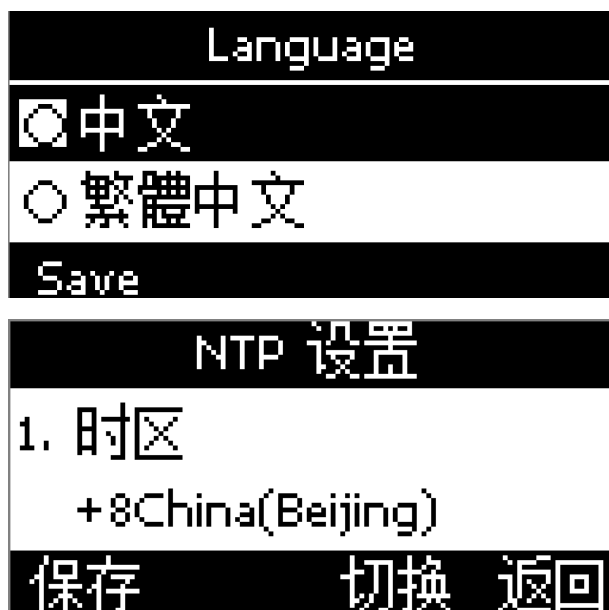 Language
中文
繁體中文
Save
NTP 设置
1. 时区
+8China(Beijing)
保存 切换 返回